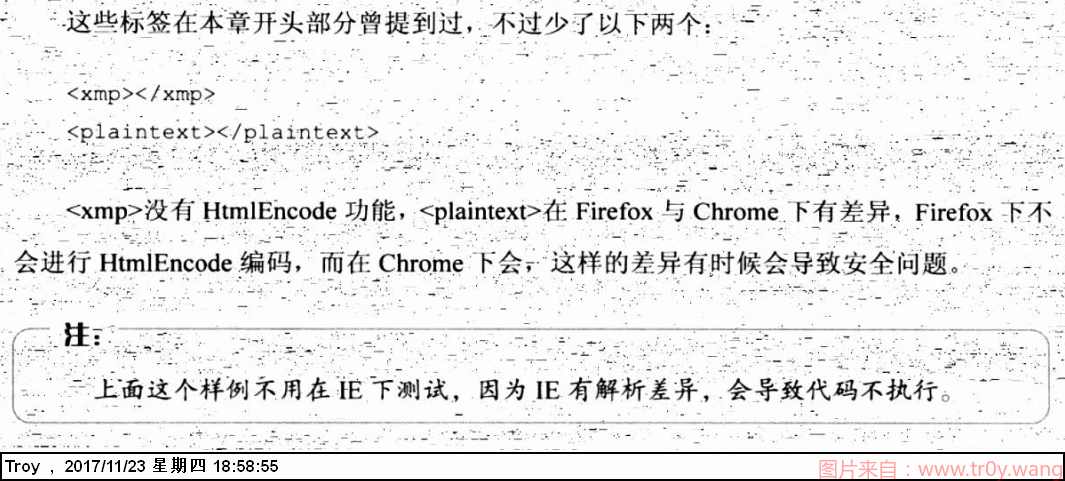 这些标签在本章开头部分曾提到过，不过少了以下两个：
<xmp></xmp>
<plaintext></plaintext>
<xmp>没有 HtmlEncode 功能，<plaintext>在 Firefox 与 Chrome 下有差异，Firefox 下不
会进行 HtmlEncode 编码，而在 Chrome 下会，这样的差异有时候会导致安全问题。
注：
上面这个样例不用在 IE 下测试，因为 IE 有解析差异，会导致代码不执行。
Troy , 2017/11/23 星期四 18:58:55
图片来自：www.tr0y.wang